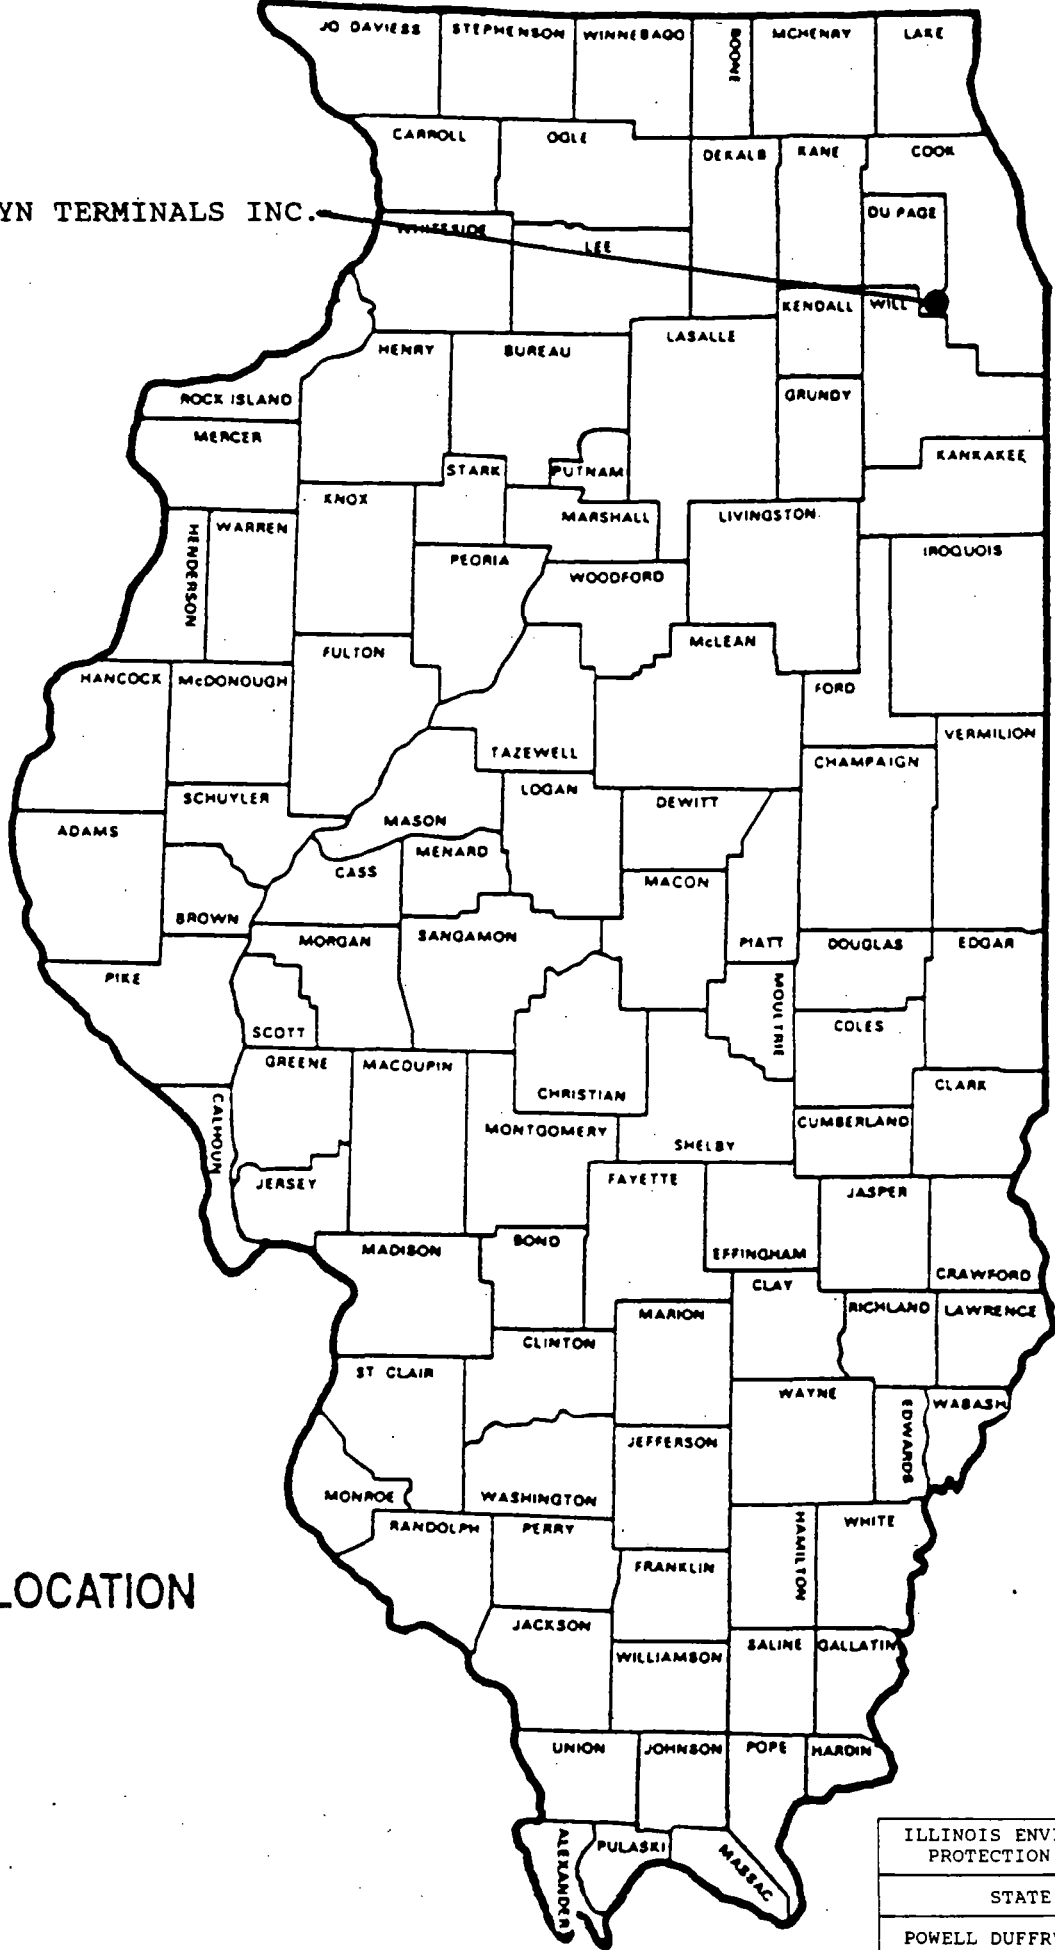 JO DAVIESS STEPHENSON WINNEBAGO BOONE MCHENRY LAKE
CARROLL OGLE DEKALB KANE COOK
YN TERMINALS INC. DU PAGE
WHITESIDE LEE
KENDALL WILL
HENRY BUREAU LASALLE
ROCK ISLAND GRUNDY
MERCER KANKAKEE
STARK PUTNAM
KNOX MARSHALL LIVINGSTON
HENDERSON WARREN PEORIA WOODFORD IROQUOIS
FULTON McLEAN
HANCOCK McDONOUGH FORD
TAZEWELL VERMILION
LOGAN CHAMPAIGN
SCHUYLER DEWITT
ADAMS MASON
CASS MENARD MACON
BROWN
MORGAN SANGAMON PIATT DOUGLAS EDGAR
PIKE MOULTRIE
SCOTT COLES
GREENE MACOUPIN
CHRISTIAN CLARK
CALHOUN MONTGOMERY CUMBERLAND
SHELBY
JERSEY FAYETTE JASPER
MADISON BOND EFFINGHAM
CLAY CRAWFORD
MARION RICHLAND LAWRENCE
CLINTON
ST CLAIR WAYNE
EDWARDS WABASH
JEFFERSON
MONROE WASHINGTON
RANDOLPH PERRY HAMILTON WHITE
FRANKLIN
LOCATION
JACKSON
WILLIAMSON SALINE GALLATIN
UNION JOHNSON POPE HARDIN
ALEXANDER PULASKI MASSAC
ILLINOIS ENVI
PROTECTION
STATE
POWELL DUFFR